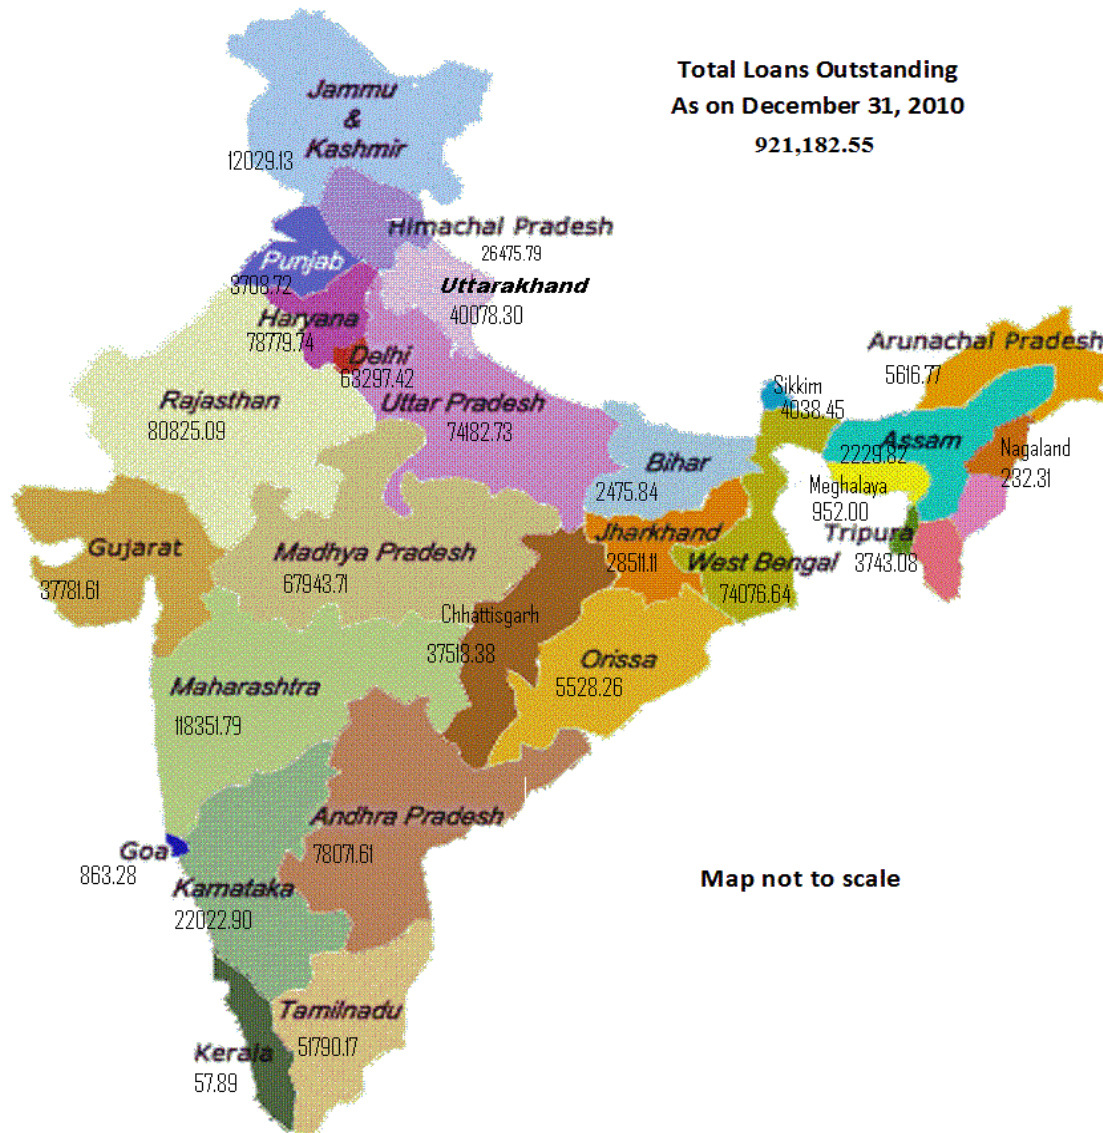 Total Loans Outstanding
As on December 31, 2010
921,182.55
Jammu
&
Kashmir
12029.13
Himachal Pradesh
26475.79
Punjab
3708.72
Uttarakhand
40078.30
Haryana
78779.74
Delhi
63297.42
Rajasthan
80825.09
Uttar Pradesh
74182.73
Arunachal Pradesh
5616.77
Sikkim
4038.45
Assam
2229.82
Nagaland
232.31
Bihar
2475.84
Meghalaya
952.00
Tripura
3743.08
Gujarat
37781.61
Madhya Pradesh
67943.71
Jharkhand
28511.11
West Bengal
74076.64
Chhattisgarh
37518.38
Orissa
5528.26
Maharashtra
118351.79
Andhra Pradesh
78071.61
Goa
863.28
Karnataka
22022.90
Map not to scale
Tamilnadu
51790.17
Kerala
57.89